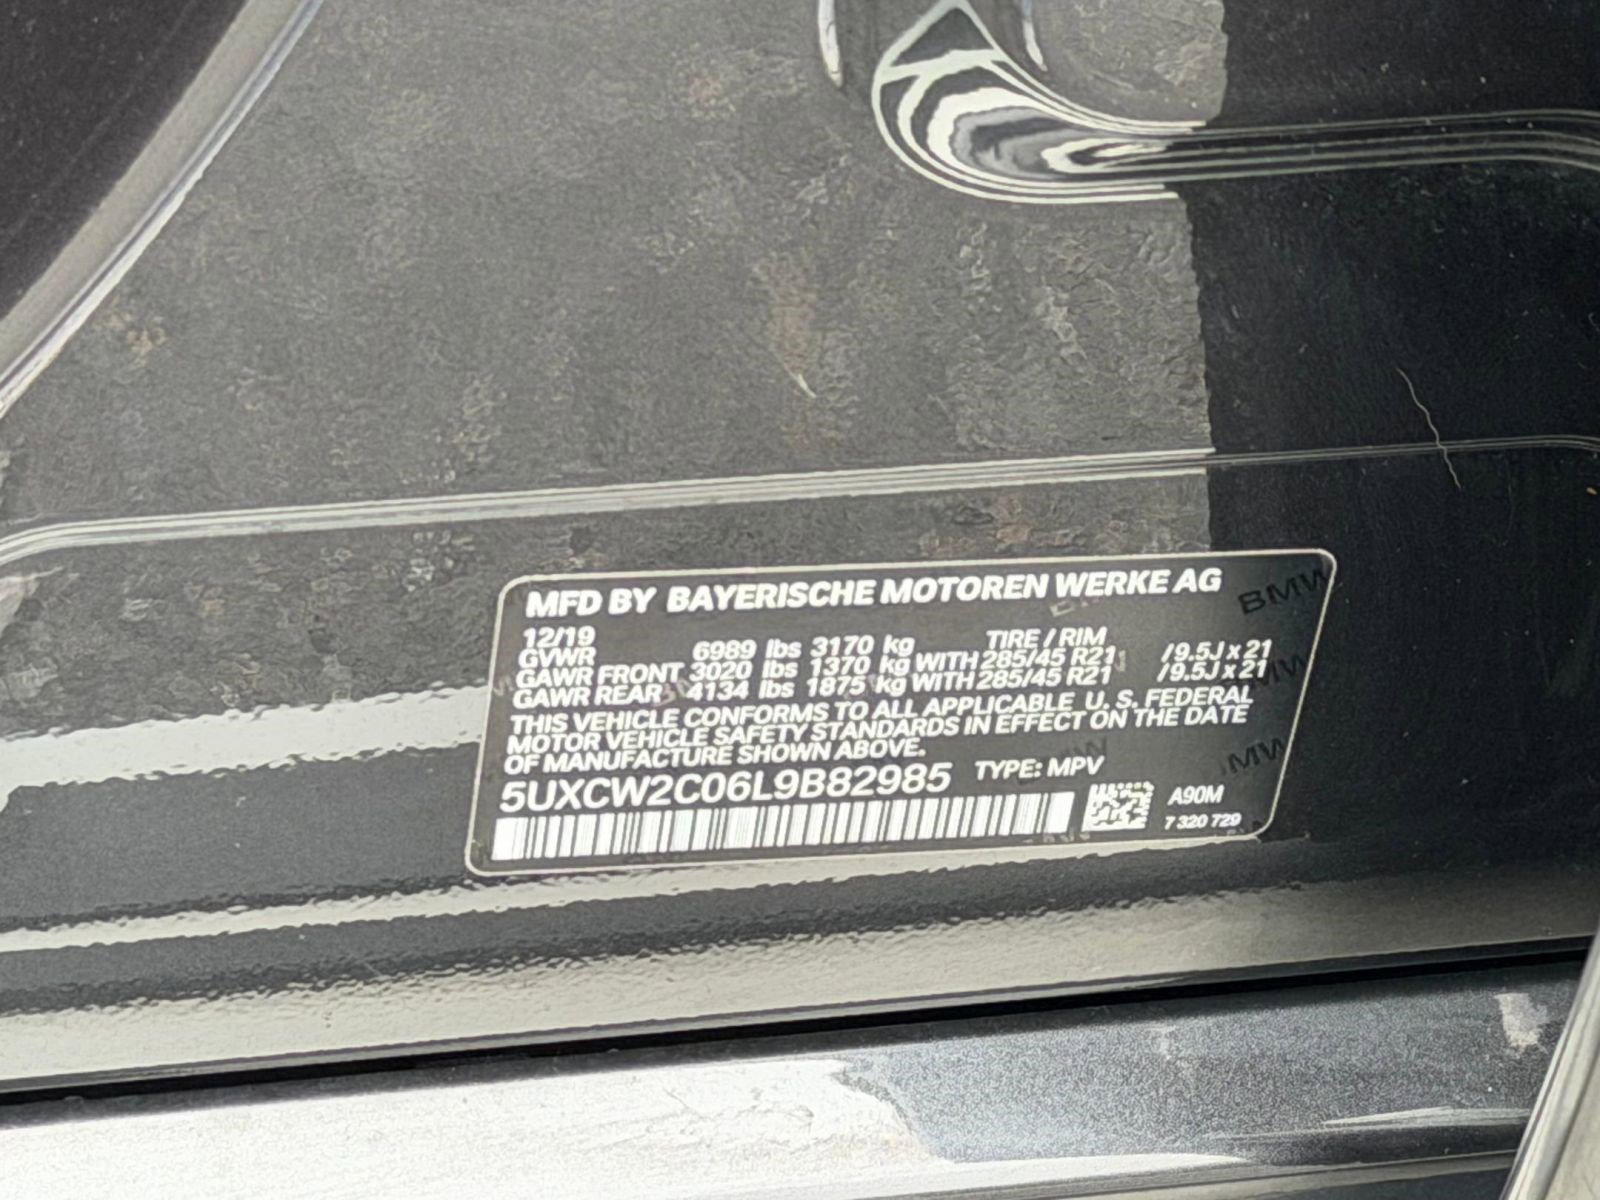 MFD BY BAYERISCHE MOTOREN WERKE AG
12/19
GVWR 6989 lbs 3170 kg TIRE / RIM
GAWR FRONT 3020 lbs 1370 kg WITH 285/45 R21 / 9.5J x 21
GAWR REAR 4134 lbs 1875 kg WITH 285/45 R21 / 9.5J x 21
THIS VEHICLE CONFORMS TO ALL APPLICABLE U. S. FEDERAL
MOTOR VEHICLE SAFETY STANDARDS IN EFFECT ON THE DATE
OF MANUFACTURE SHOWN ABOVE.
5UXCW2C06L9B82985 TYPE: MPV
A90M
7 320 729
BMW